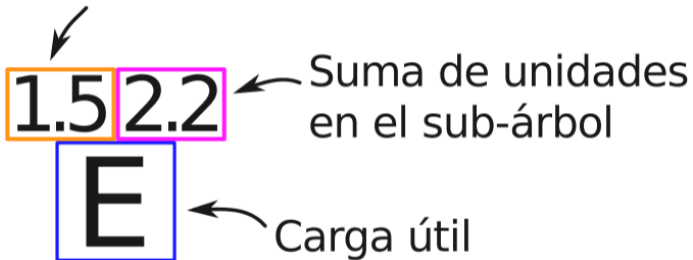 1.5 2.2
Suma de unidades
en el sub-árbol
E
Carga útil